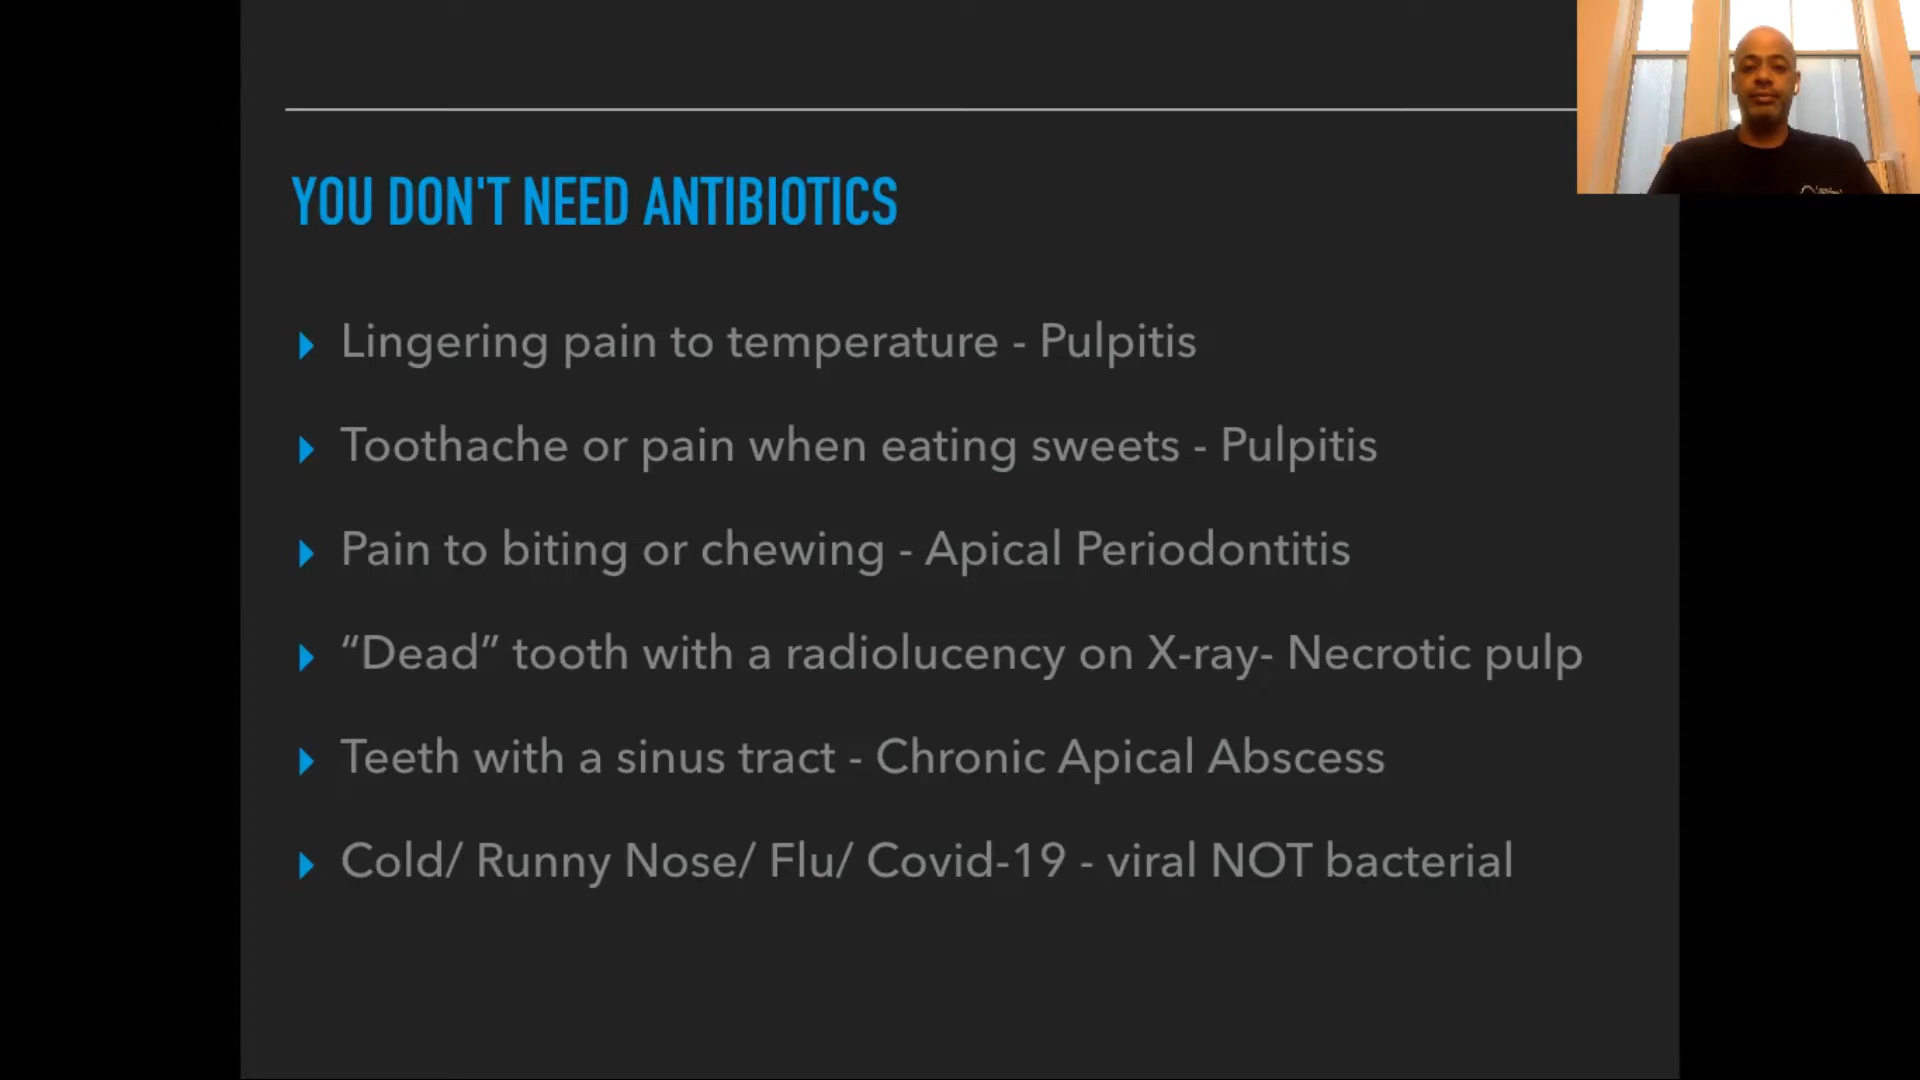 YOU DON'T NEED ANTIBIOTICS
Lingering pain to temperature - Pulpitis
Toothache or pain when eating sweets - Pulpitis
Pain to biting or chewing - Apical Periodontitis
“Dead” tooth with a radiolucency on X-ray- Necrotic pulp
Teeth with a sinus tract - Chronic Apical Abscess
Cold/ Runny Nose/ Flu/ Covid-19 - viral NOT bacterial